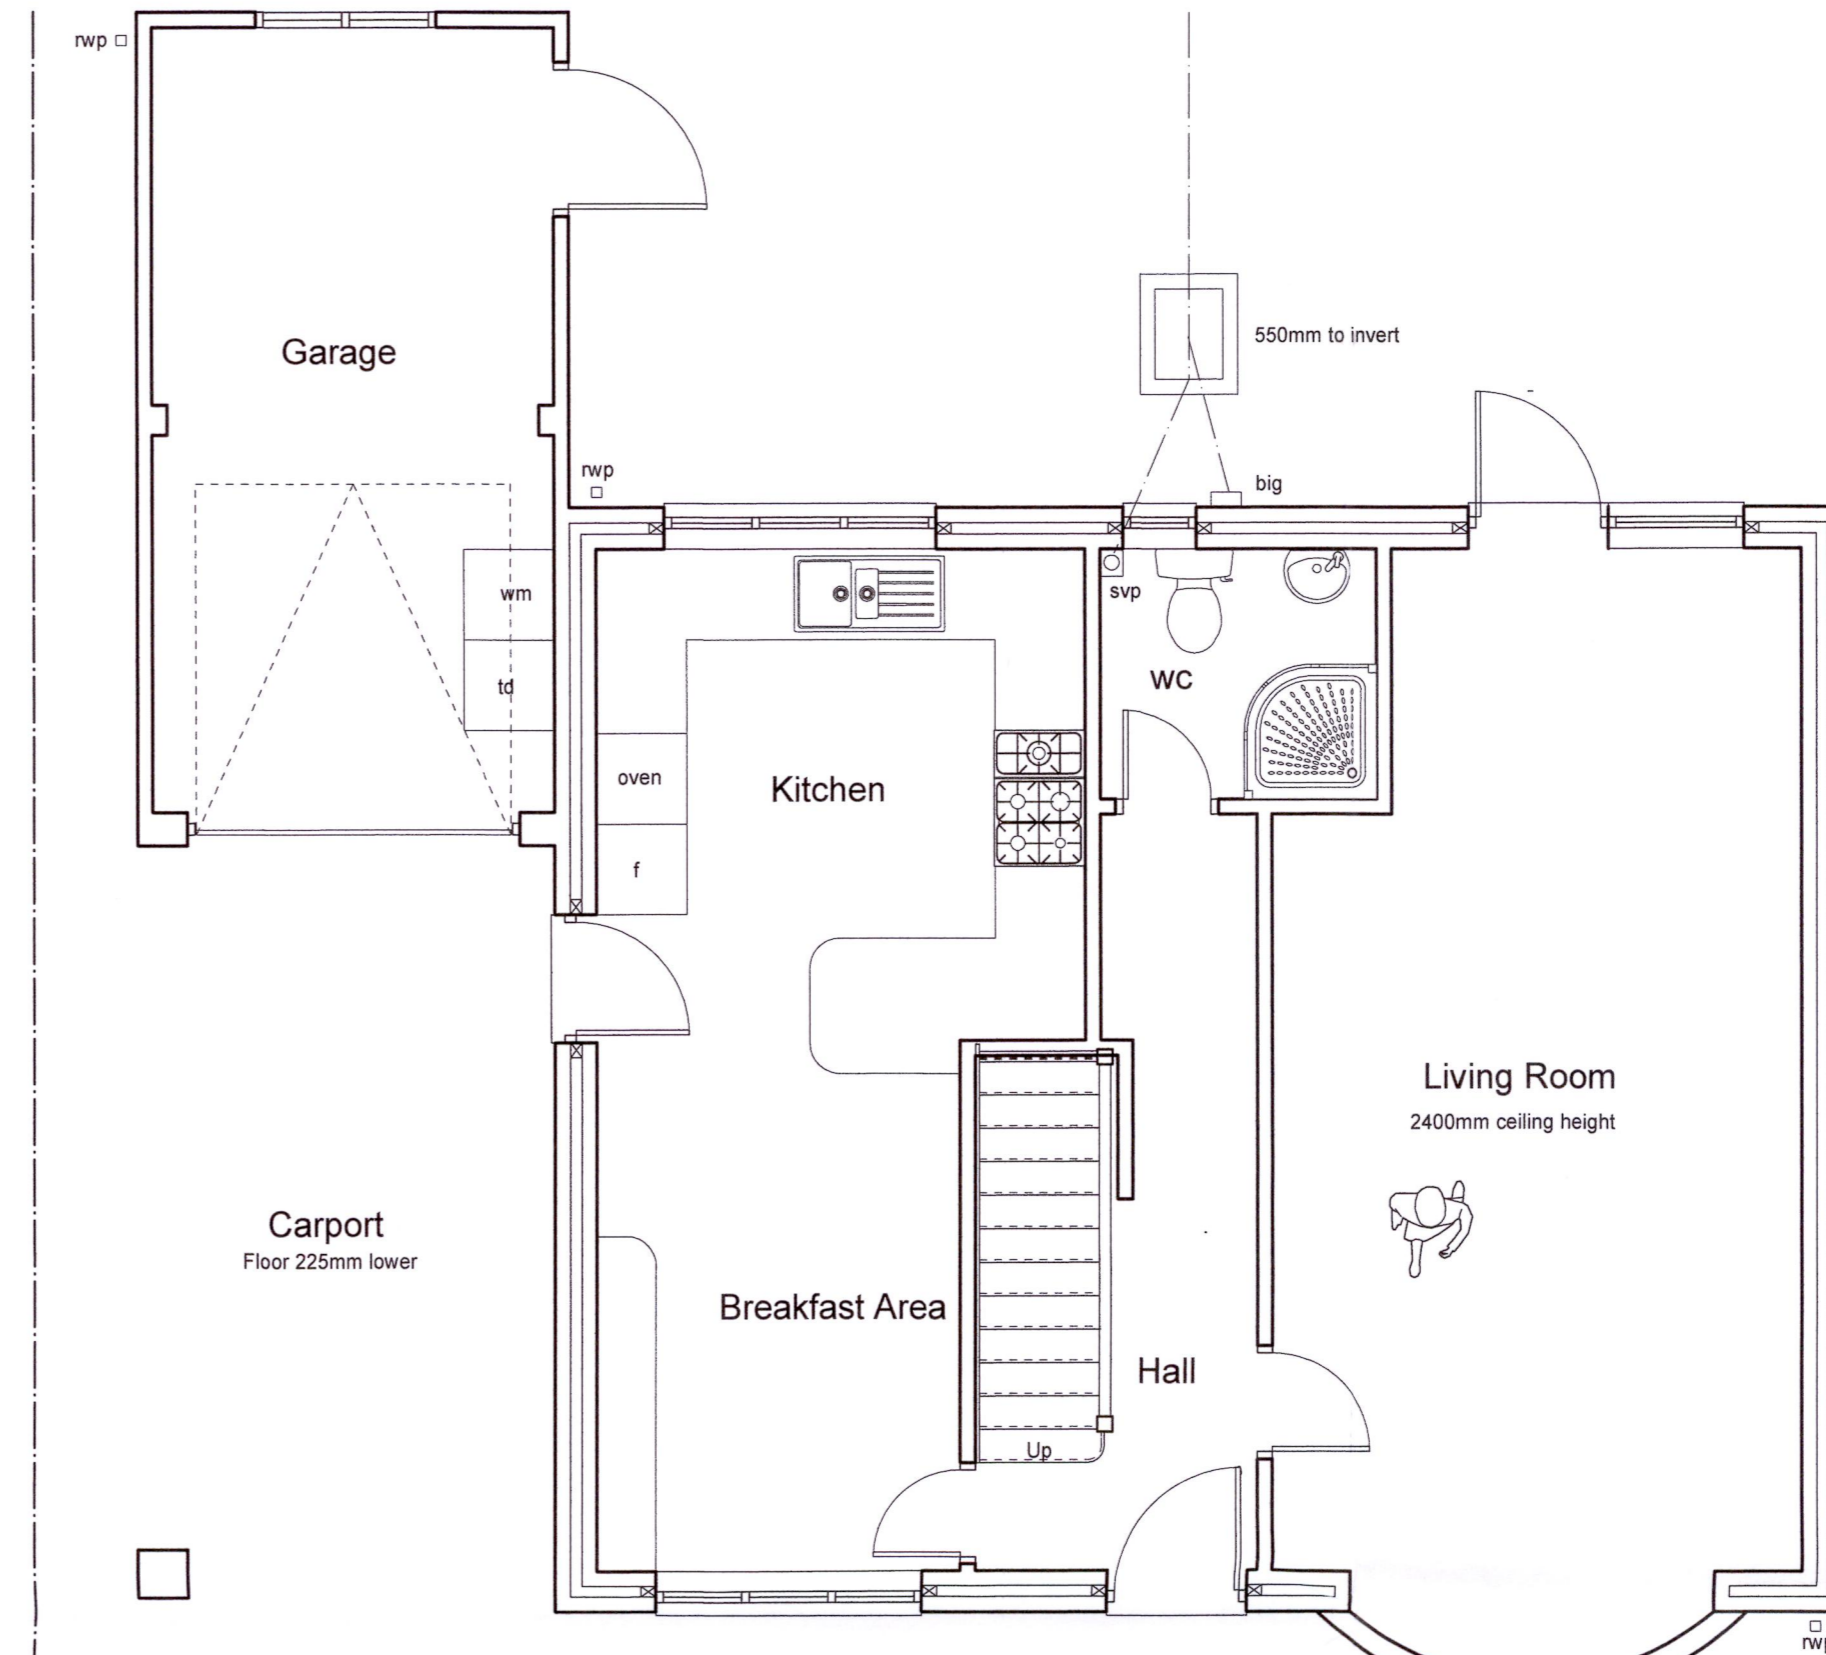 rwp
Garage
550mm to invert
rwp
big
wm
svp
td
WC
oven
Kitchen
f
Living Room
2400mm ceiling height
Carport
Floor 225mm lower
Breakfast Area
Hall
Up
rwp